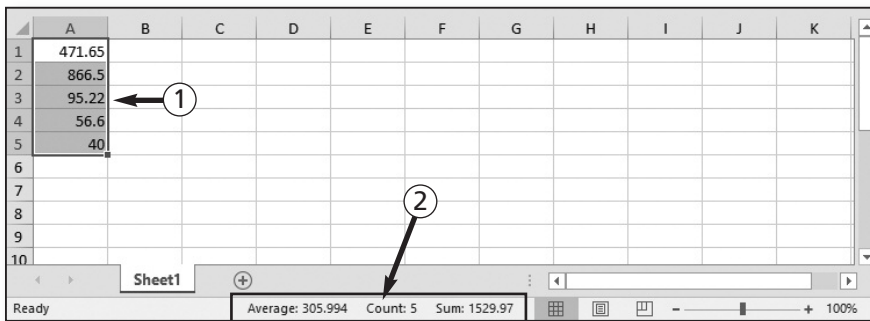 A B C D E F G H I J K
1 471.65
2 866.5
3 95.22 1
4 56.6
5 40
6
7
8 2
9
10
Sheet1
Ready Average: 305.994 Count: 5 Sum: 1529.97 - + 100%